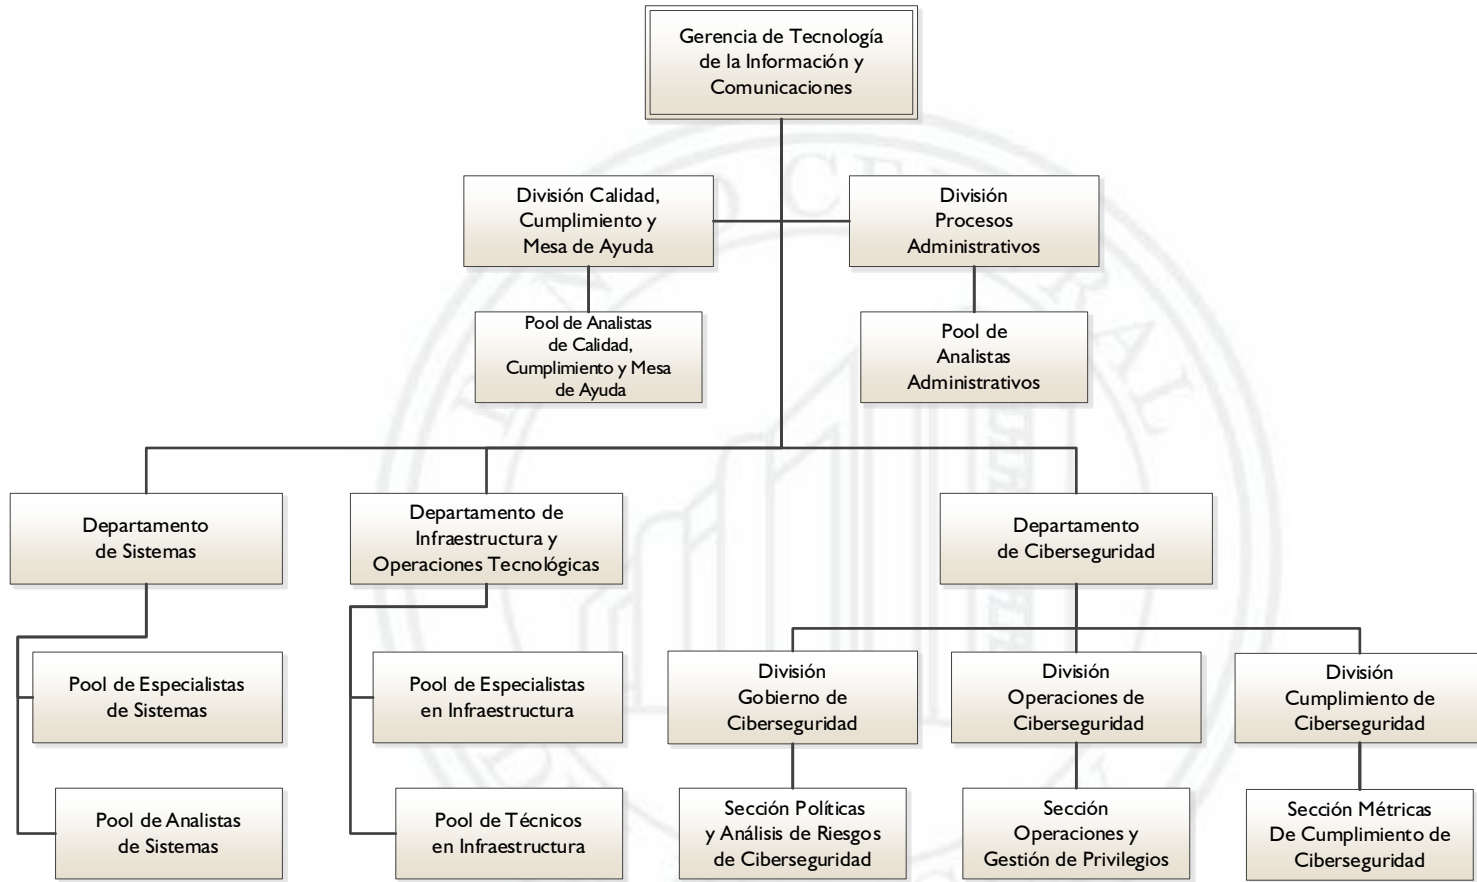 Gerencia de Tecnología
de la Información y
Comunicaciones
División Calidad,
Cumplimiento y
Mesa de Ayuda
División
Procesos
Administrativos
Pool de Analistas
de Calidad,
Cumplimiento y Mesa
de Ayuda
Pool de
Analistas
Administrativos
Departamento
de Sistemas
Departamento de
Infraestructura y
Operaciones Tecnológicas
Departamento
de Ciberseguridad
Pool de Especialistas
de Sistemas
Pool de Especialistas
en Infraestructura
División
Gobierno de
Ciberseguridad
División
Operaciones de
Ciberseguridad
División
Cumplimiento de
Ciberseguridad
Pool de Analistas
de Sistemas
Pool de Técnicos
en Infraestructura
Sección Políticas
y Análisis de Riesgos
de Ciberseguridad
Sección
Operaciones y
Gestión de Privilegios
Sección Métricas
De Cumplimiento de
Ciberseguridad